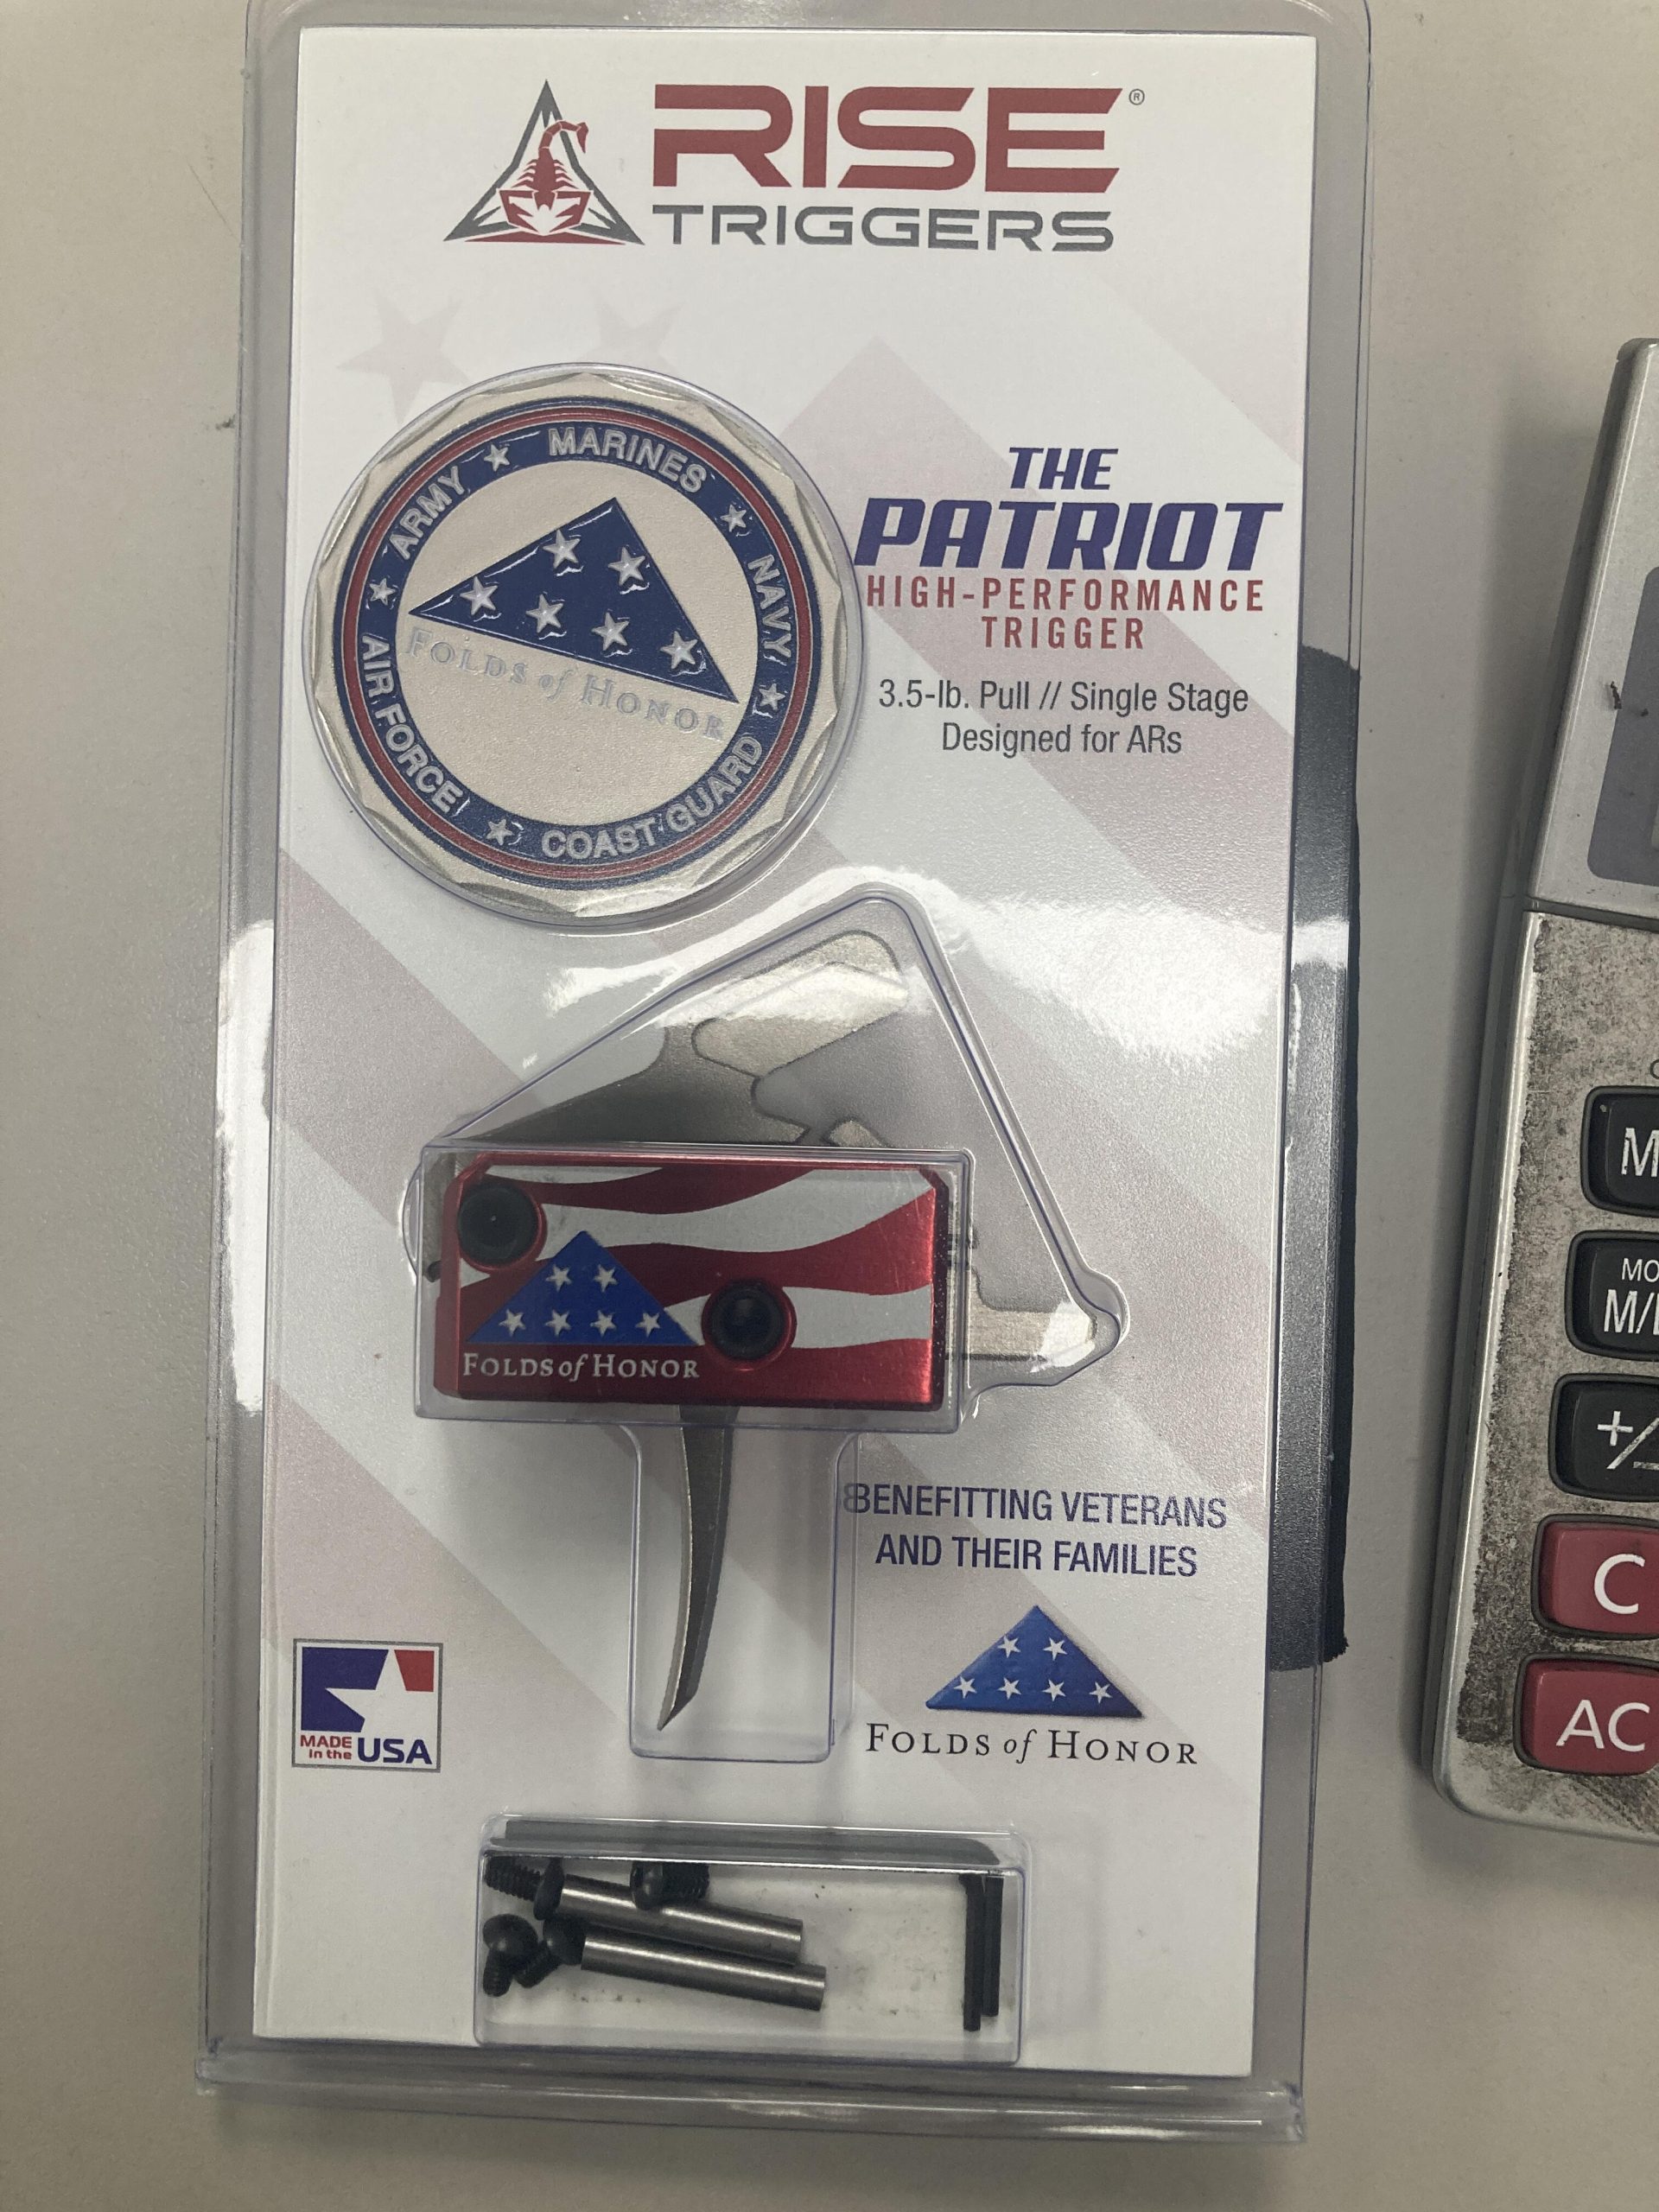 RISE®
TRIGGERS
ARMY ★ MARINES ★ NAVY ★ COAST GUARD ★ AIR FORCE ★
FOLDS of HONOR
THE
PATRIOT
HIGH-PERFORMANCE
TRIGGER
3.5-lb. Pull // Single Stage
Designed for ARs
FOLDS of HONOR
BENEFITTING VETERANS
AND THEIR FAMILIES
FOLDS of HONOR
MADE
in the USA
+/
C
AC